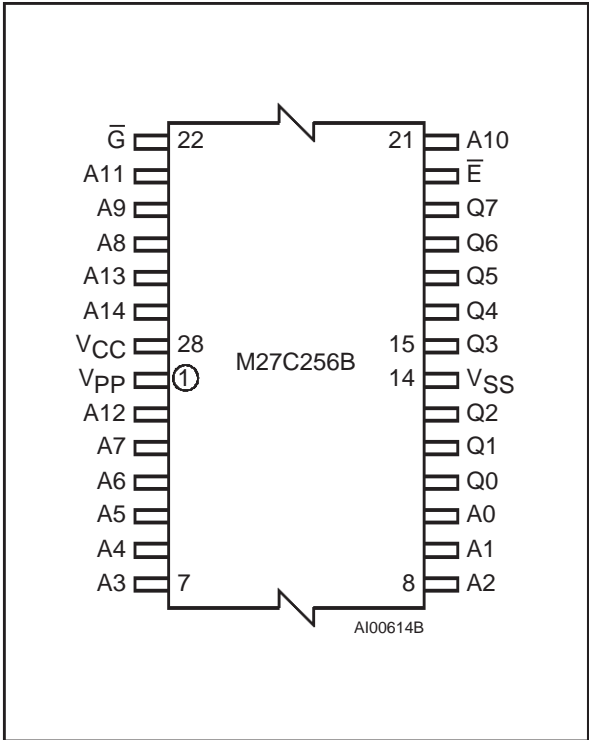 G̅ 22 21 A10
A11 E̅
A9 Q7
A8 Q6
A13 Q5
A14 Q4
VCC 28 15 Q3
M27C256B
VPP 1 14 VSS
A12 Q2
A7 Q1
A6 Q0
A5 A0
A4 A1
A3 7 8 A2
AI00614B